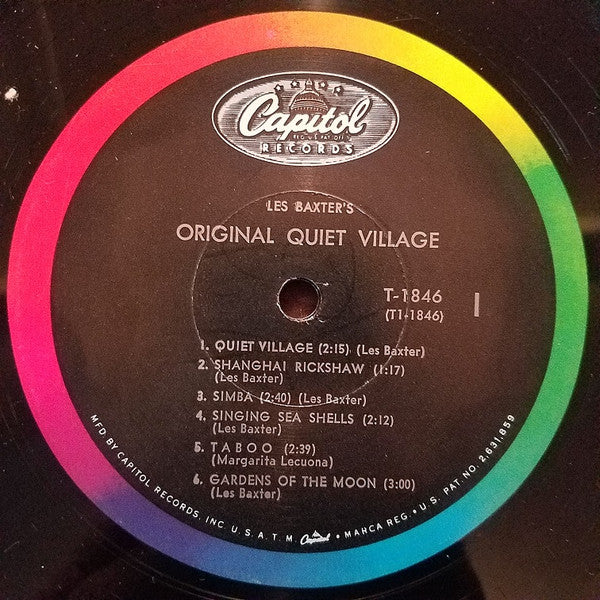 Capitol
REG. U.S. PAT. OFF.
RECORDS
LES BAXTER'S
ORIGINAL QUIET VILLAGE
T-1846 1
(T1-1846)
1. QUIET VILLAGE (2:15) (Les Baxter)
2. SHANGHAI RICKSHAW (1:17)
(Les Baxter)
3. SIMBA (2:40) (Les Baxter)
4. SINGING SEA SHELLS (2:12)
(Les Baxter)
5. TABOO (2:39)
(Margarita Lecuona)
6. GARDENS OF THE MOON (3:00)
(Les Baxter)
MFD BY CAPITOL RECORDS, INC U.S.A. T.M. Capitol • MARCA REG. • U.S. PAT. NO. 2,631,859